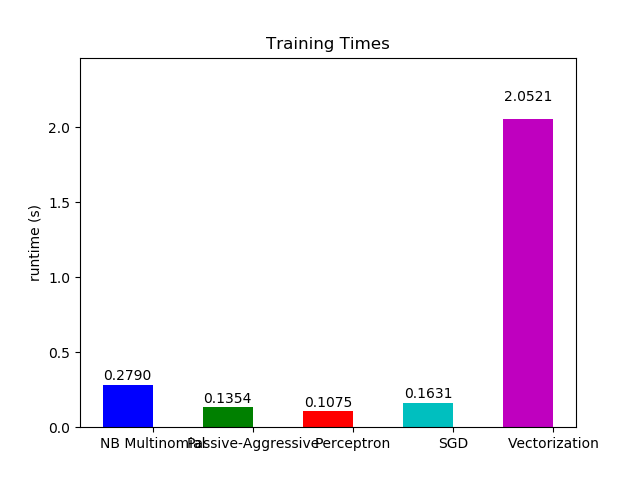 Training Times
runtime (s)
2.0
1.5
1.0
0.5
0.0
0.2790
0.1354
0.1075
0.1631
2.0521
NB Multinomial
Passive-Aggressive
Perceptron
SGD
Vectorization